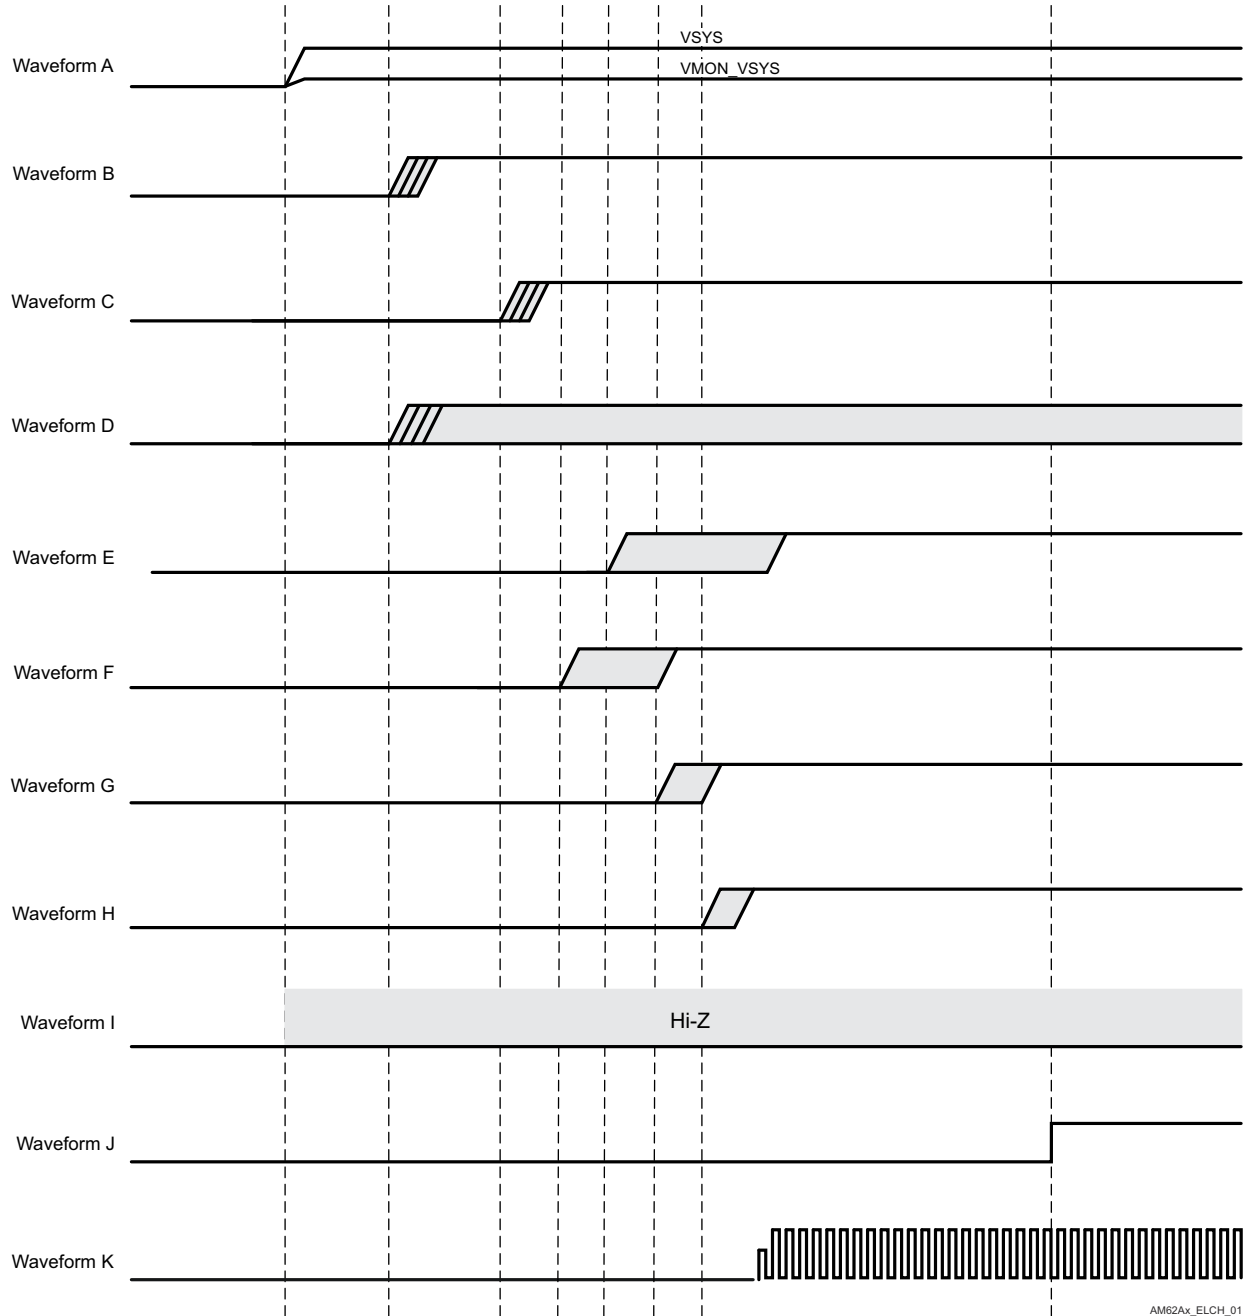 VSYS
Waveform A
VMON_VSYS
Waveform B
Waveform C
Waveform D
Waveform E
Waveform F
Waveform G
Waveform H
Waveform I
Hi-Z
Waveform J
Waveform K
AM62Ax_ELCH_01